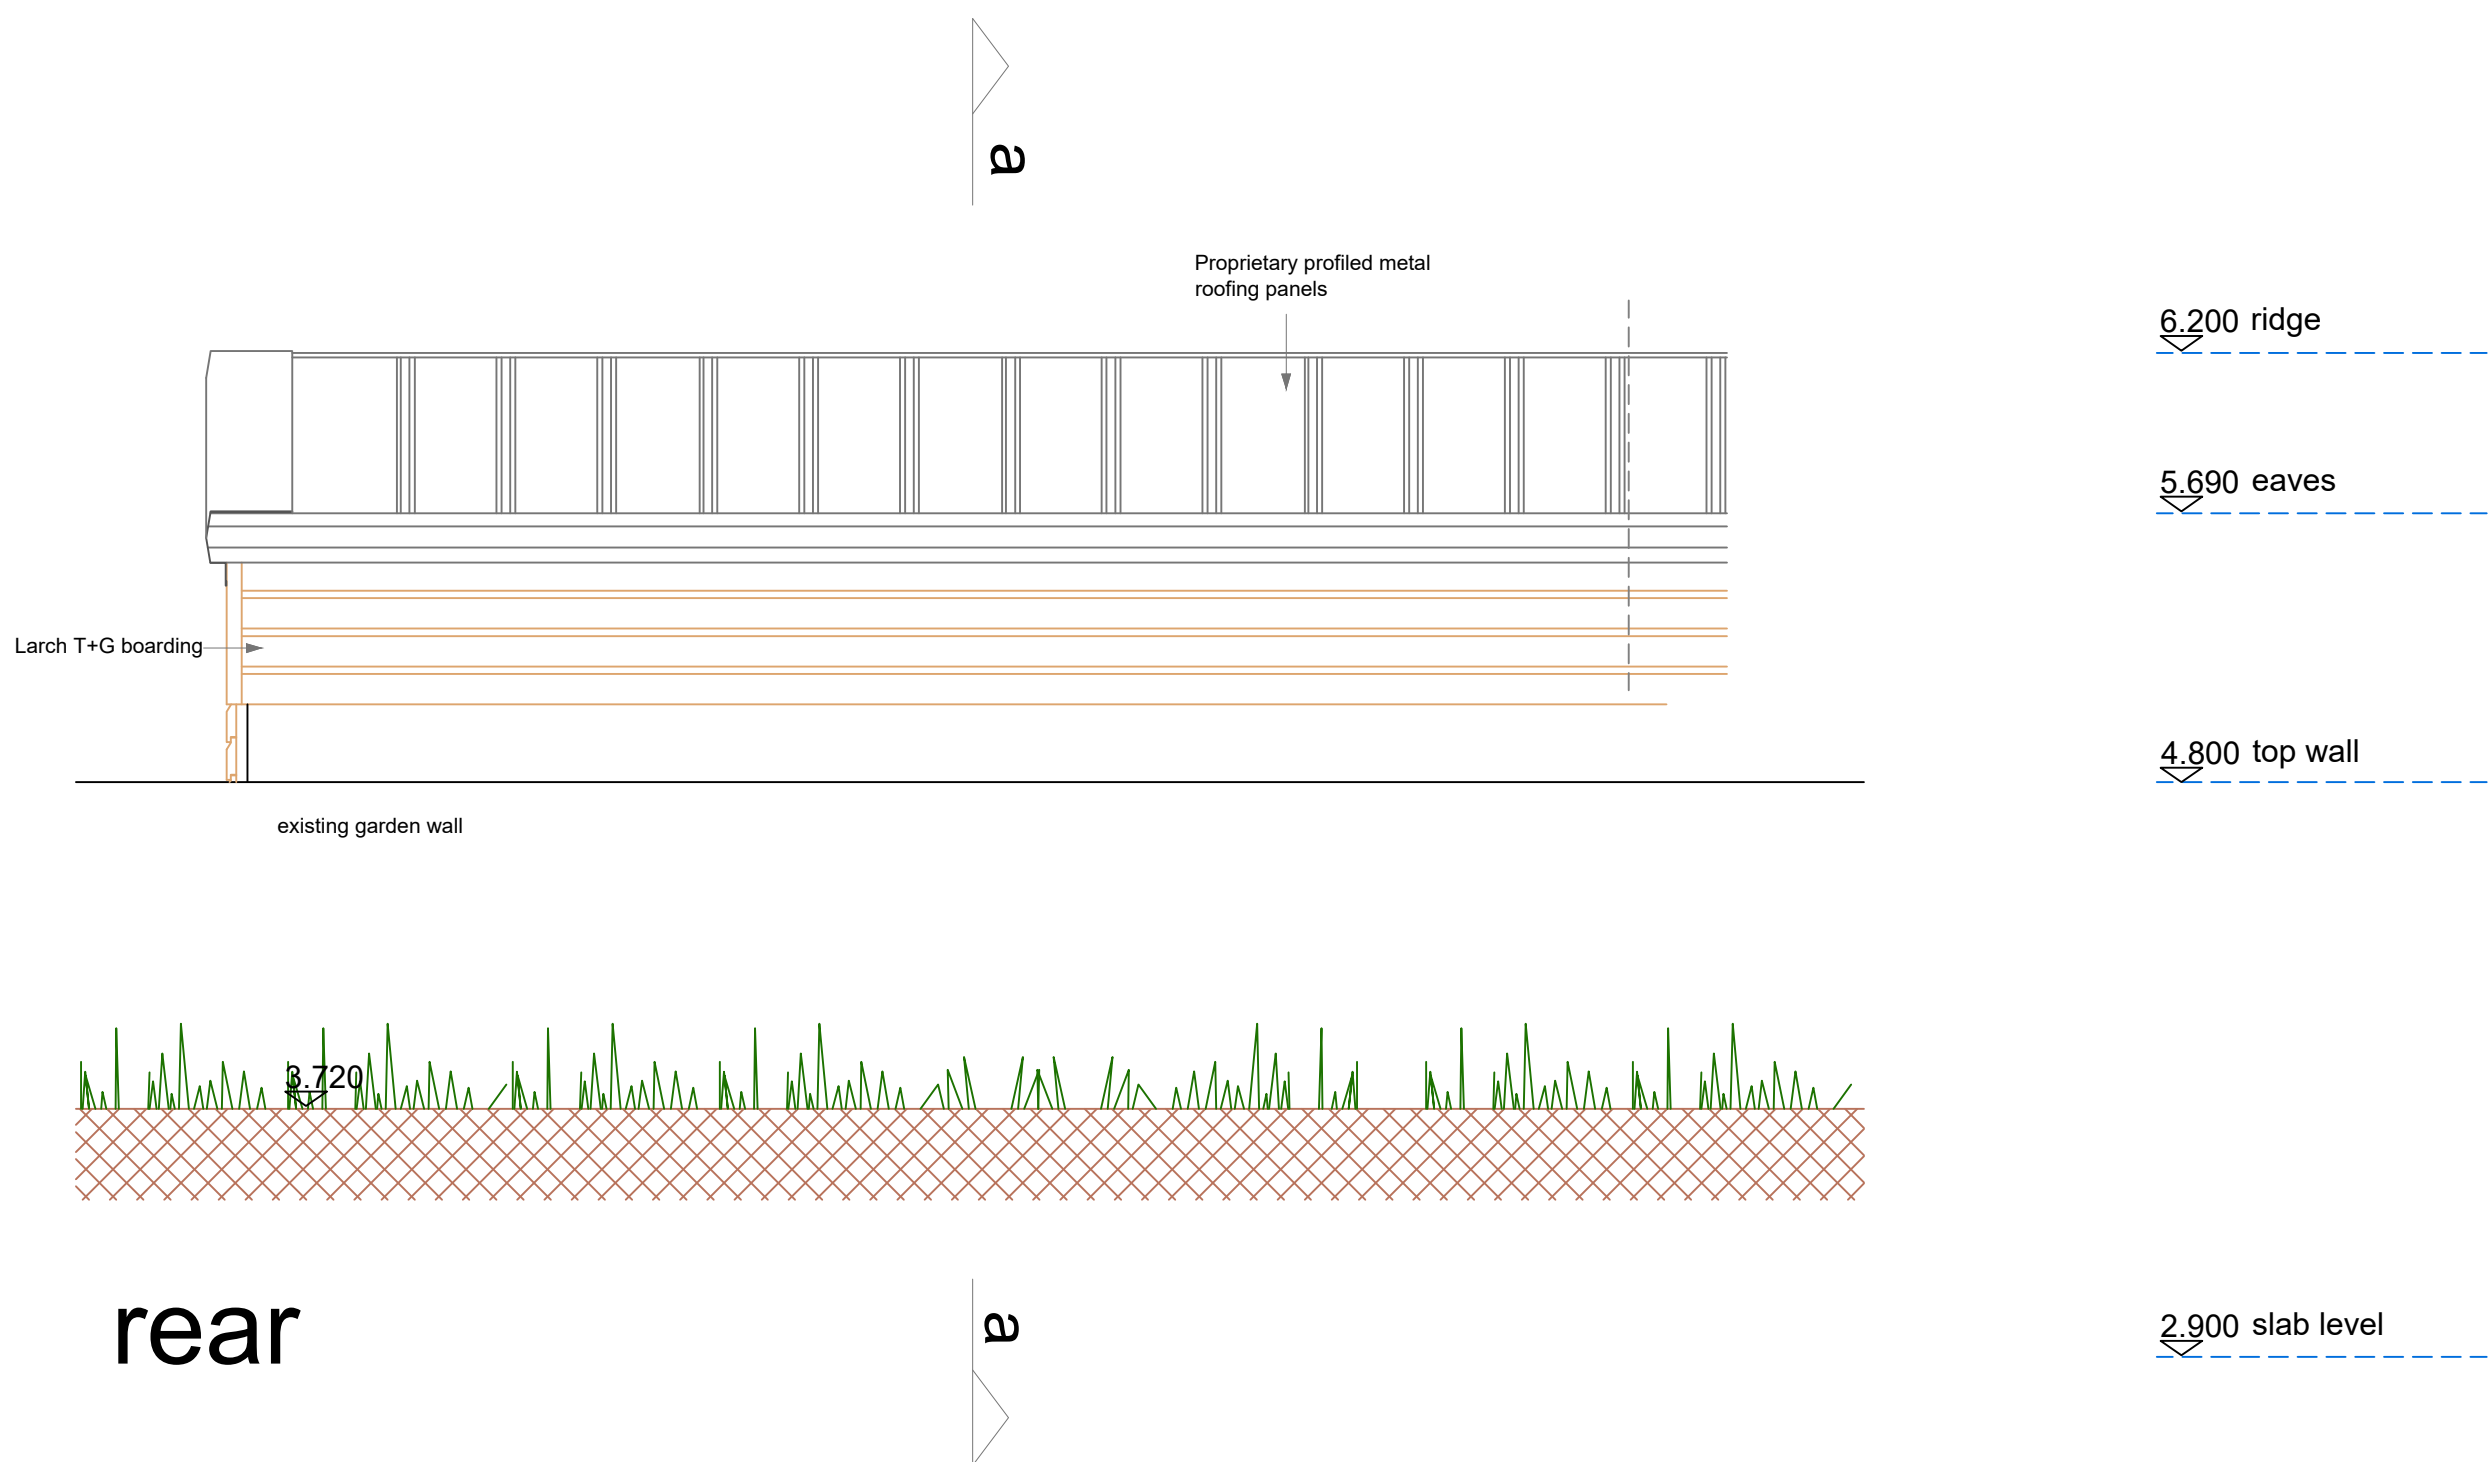 a
Proprietary profiled metal
roofing panels
6.200 ridge
5.690 eaves
Larch T+G boarding
4.800 top wall
existing garden wall
3.720
rear
a
2.900 slab level